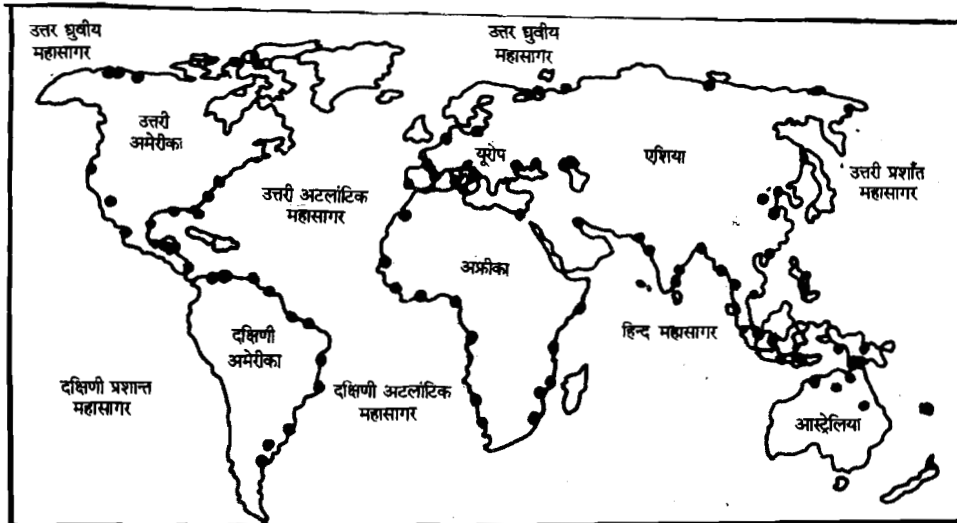 उत्तर ध्रुवीय
महासागर
उत्तर ध्रुवीय
महासागर
उत्तरी
अमेरीका
यूरोप
एशिया
उत्तरी प्रशाँत
महासागर
उत्तरी अटलांटिक
महासागर
अफ्रीका
दक्षिणी
अमेरीका
हिन्द महासागर
दक्षिणी प्रशान्त
महासागर
दक्षिणी अटलांटिक
महासागर
आस्ट्रेलिया